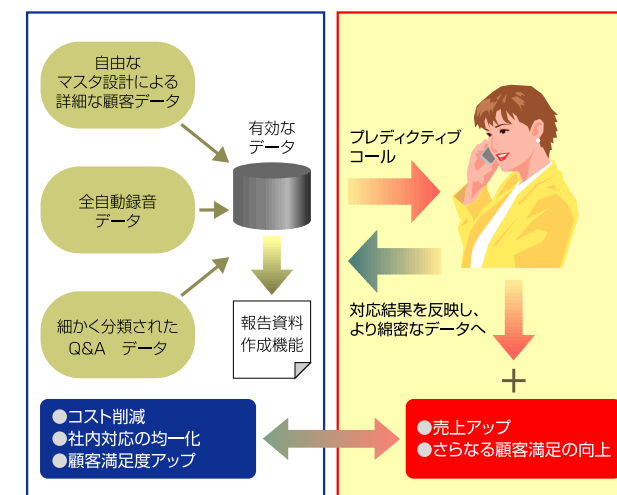 自由な
マスタ設計による
詳細な顧客データ
全自動録音
データ
細かく分類された
Q&A　データ
有効な
データ
報告資料
作成機能
●コスト削減
●社内対応の均一化
●顧客満足度アップ
プレディクティブ
コール
対応結果を反映し、
より綿密なデータへ
＋
●売上アップ
●さらなる顧客満足の向上